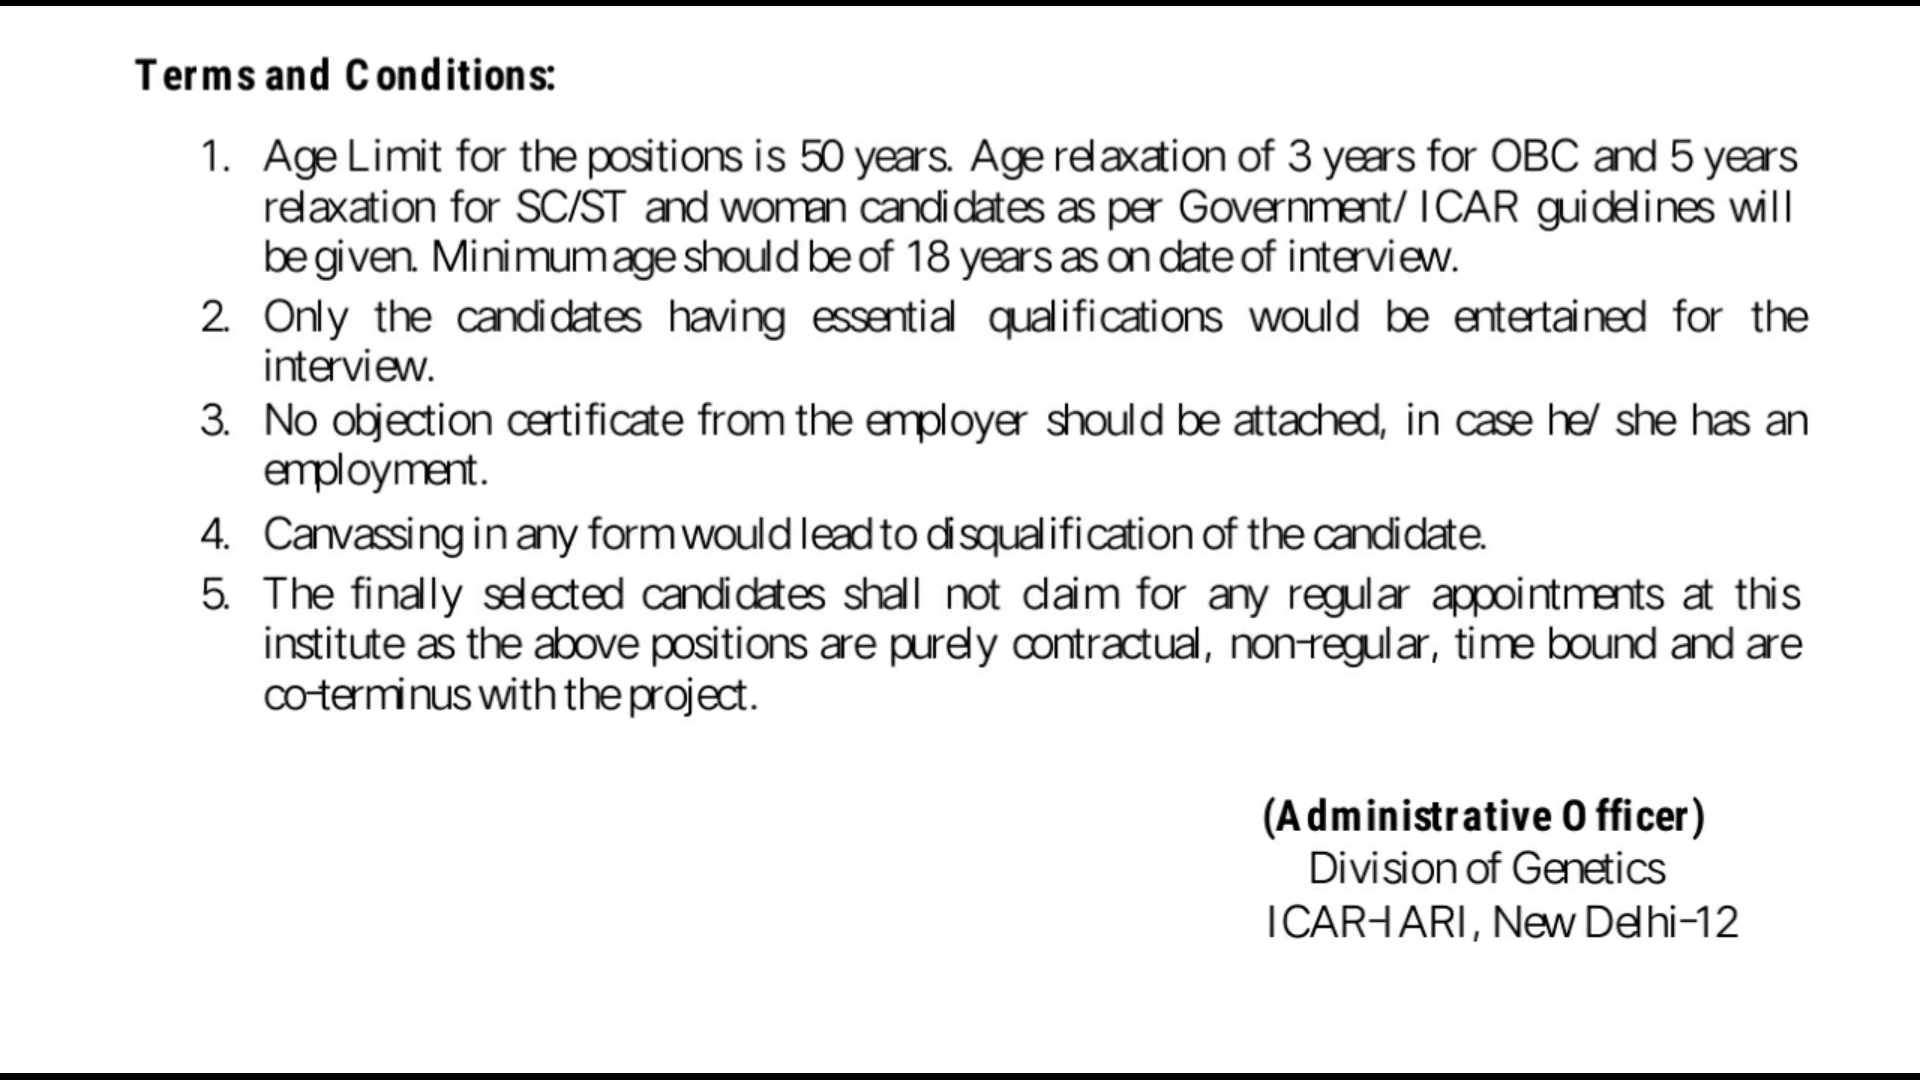 Terms and Conditions:
1. Age Limit for the positions is 50 years. Age relaxation of 3 years for OBC and 5 years
relaxation for SC/ST and woman candidates as per Government/ ICAR guidelines will
be given. Minimum age should be of 18 years as on date of interview.
2. Only the candidates having essential qualifications would be entertained for the
interview.
3. No objection certificate from the employer should be attached, in case he/ she has an
employment.
4. Canvassing in any form would lead to disqualification of the candidate.
5. The finally selected candidates shall not claim for any regular appointments at this
institute as the above positions are purely contractual, non-regular, time bound and are
co-terminus with the project.
(Administrative Officer)
Division of Genetics
ICAR-IARI, New Delhi-12